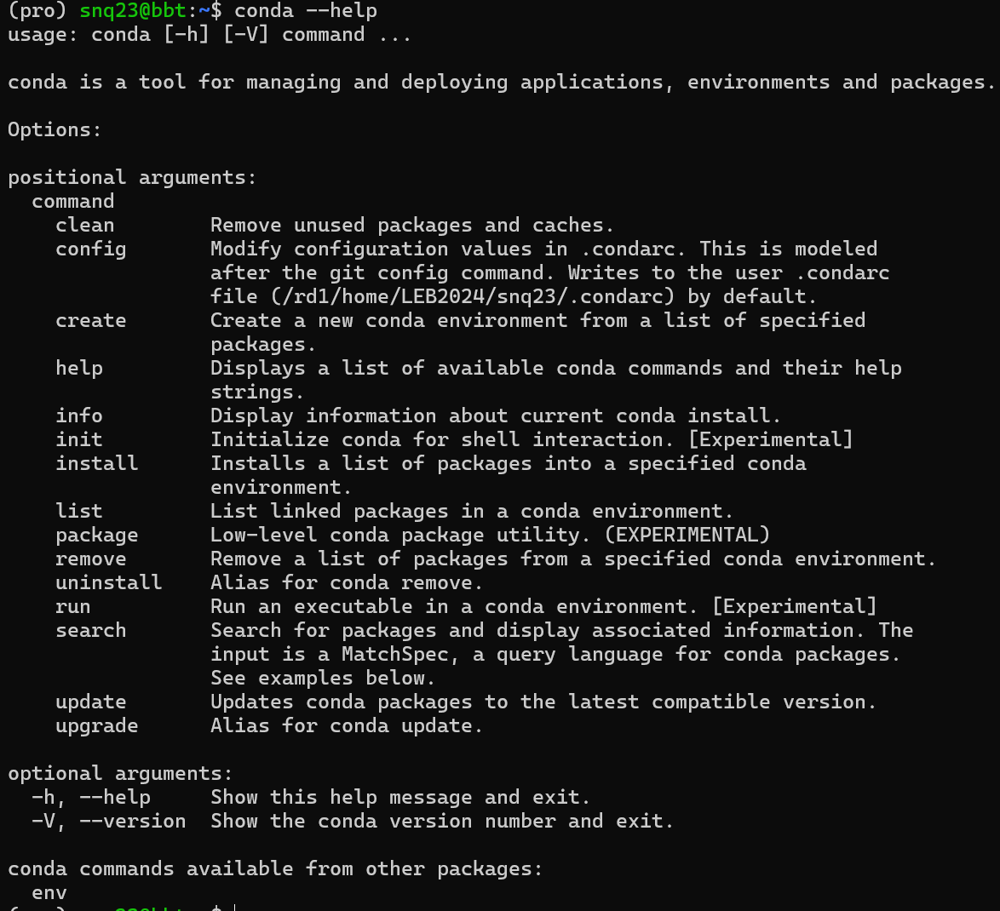 (pro) snq23@bbt:~$ conda --help
usage: conda [-h] [-V] command ...

conda is a tool for managing and deploying applications, environments and packages.

Options:

positional arguments:
  command
    clean        Remove unused packages and caches.
    config       Modify configuration values in .condarc. This is modeled
                 after the git config command. Writes to the user .condarc
                 file (/rd1/home/LEB2024/snq23/.condarc) by default.
    create       Create a new conda environment from a list of specified
                 packages.
    help         Displays a list of available conda commands and their help
                 strings.
    info         Display information about current conda install.
    init         Initialize conda for shell interaction. [Experimental]
    install      Installs a list of packages into a specified conda
                 environment.
    list         List linked packages in a conda environment.
    package      Low-level conda package utility. (EXPERIMENTAL)
    remove       Remove a list of packages from a specified conda environment.
    uninstall    Alias for conda remove.
    run          Run an executable in a conda environment. [Experimental]
    search       Search for packages and display associated information. The
                 input is a MatchSpec, a query language for conda packages.
                 See examples below.
    update       Updates conda packages to the latest compatible version.
    upgrade      Alias for conda update.

optional arguments:
  -h, --help     Show this help message and exit.
  -V, --version  Show the conda version number and exit.

conda commands available from other packages:
  env